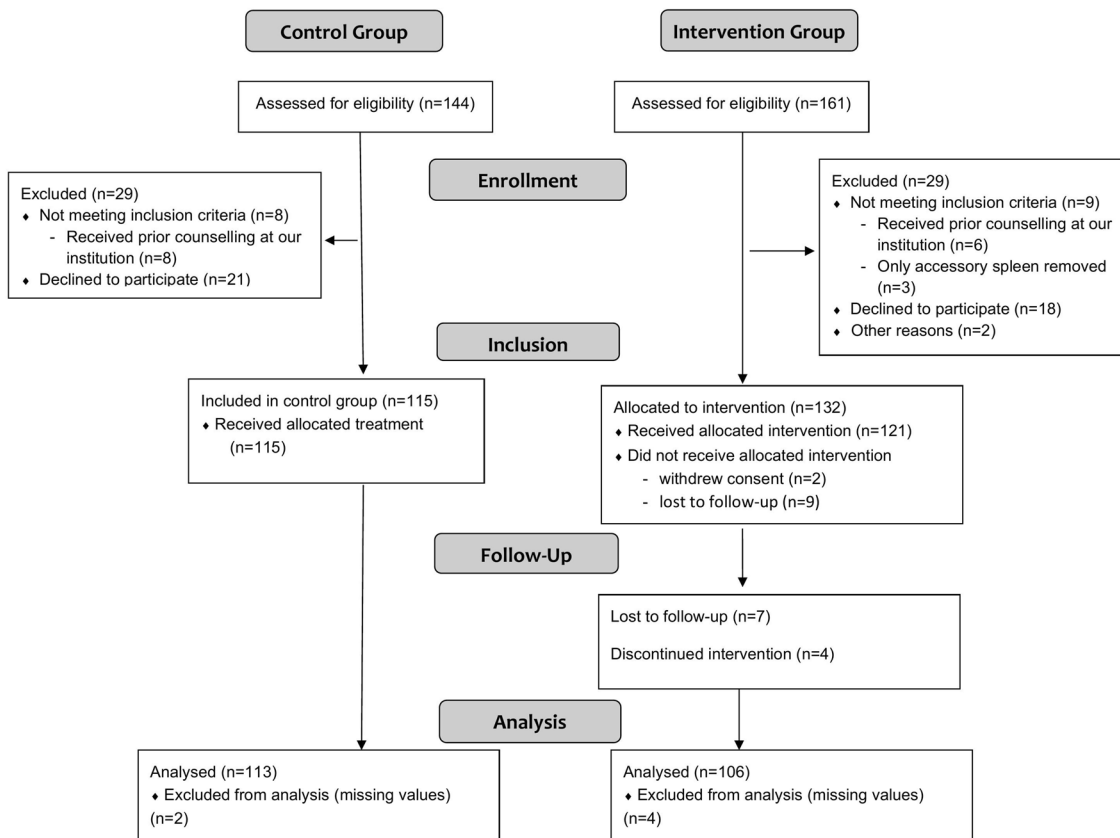 Control Group
Intervention Group
Assessed for eligibility (n=144)
Assessed for eligibility (n=161)
Enrollment
Excluded (n=29)
♦ Not meeting inclusion criteria (n=8)
- Received prior counselling at our
institution (n=8)
♦ Declined to participate (n=21)
Excluded (n=29)
♦ Not meeting inclusion criteria (n=9)
- Received prior counselling at our
institution (n=6)
- Only accessory spleen removed
(n=3)
♦ Declined to participate (n=18)
♦ Other reasons (n=2)
Inclusion
Included in control group (n=115)
♦ Received allocated treatment
(n=115)
Allocated to intervention (n=132)
♦ Received allocated intervention (n=121)
♦ Did not receive allocated intervention
- withdrew consent (n=2)
- lost to follow-up (n=9)
Follow-Up
Lost to follow-up (n=7)
Discontinued intervention (n=4)
Analysis
Analysed (n=113)
♦ Excluded from analysis (missing values)
(n=2)
Analysed (n=106)
♦ Excluded from analysis (missing values)
(n=4)